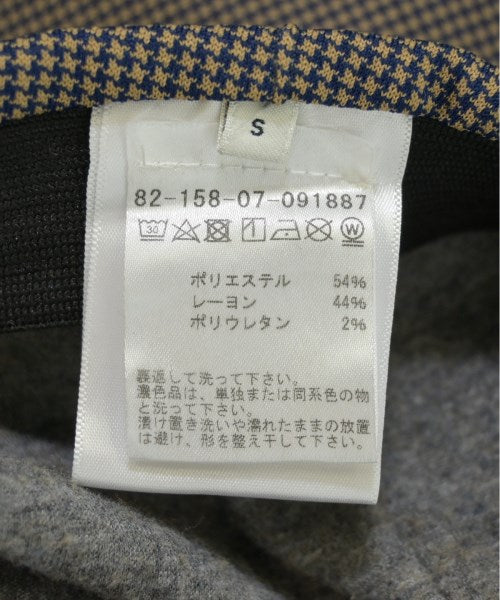 S
82-158-07-091887
30 W
ポリエステル 54%
レーヨン 44%
ポリウレタン 2%
裏返して洗って下さい。
濃色品は、単独または同系色の物
と洗って下さい。
漬け置き洗いや濡れたままの放置
は避け、形を整え干して下さい。